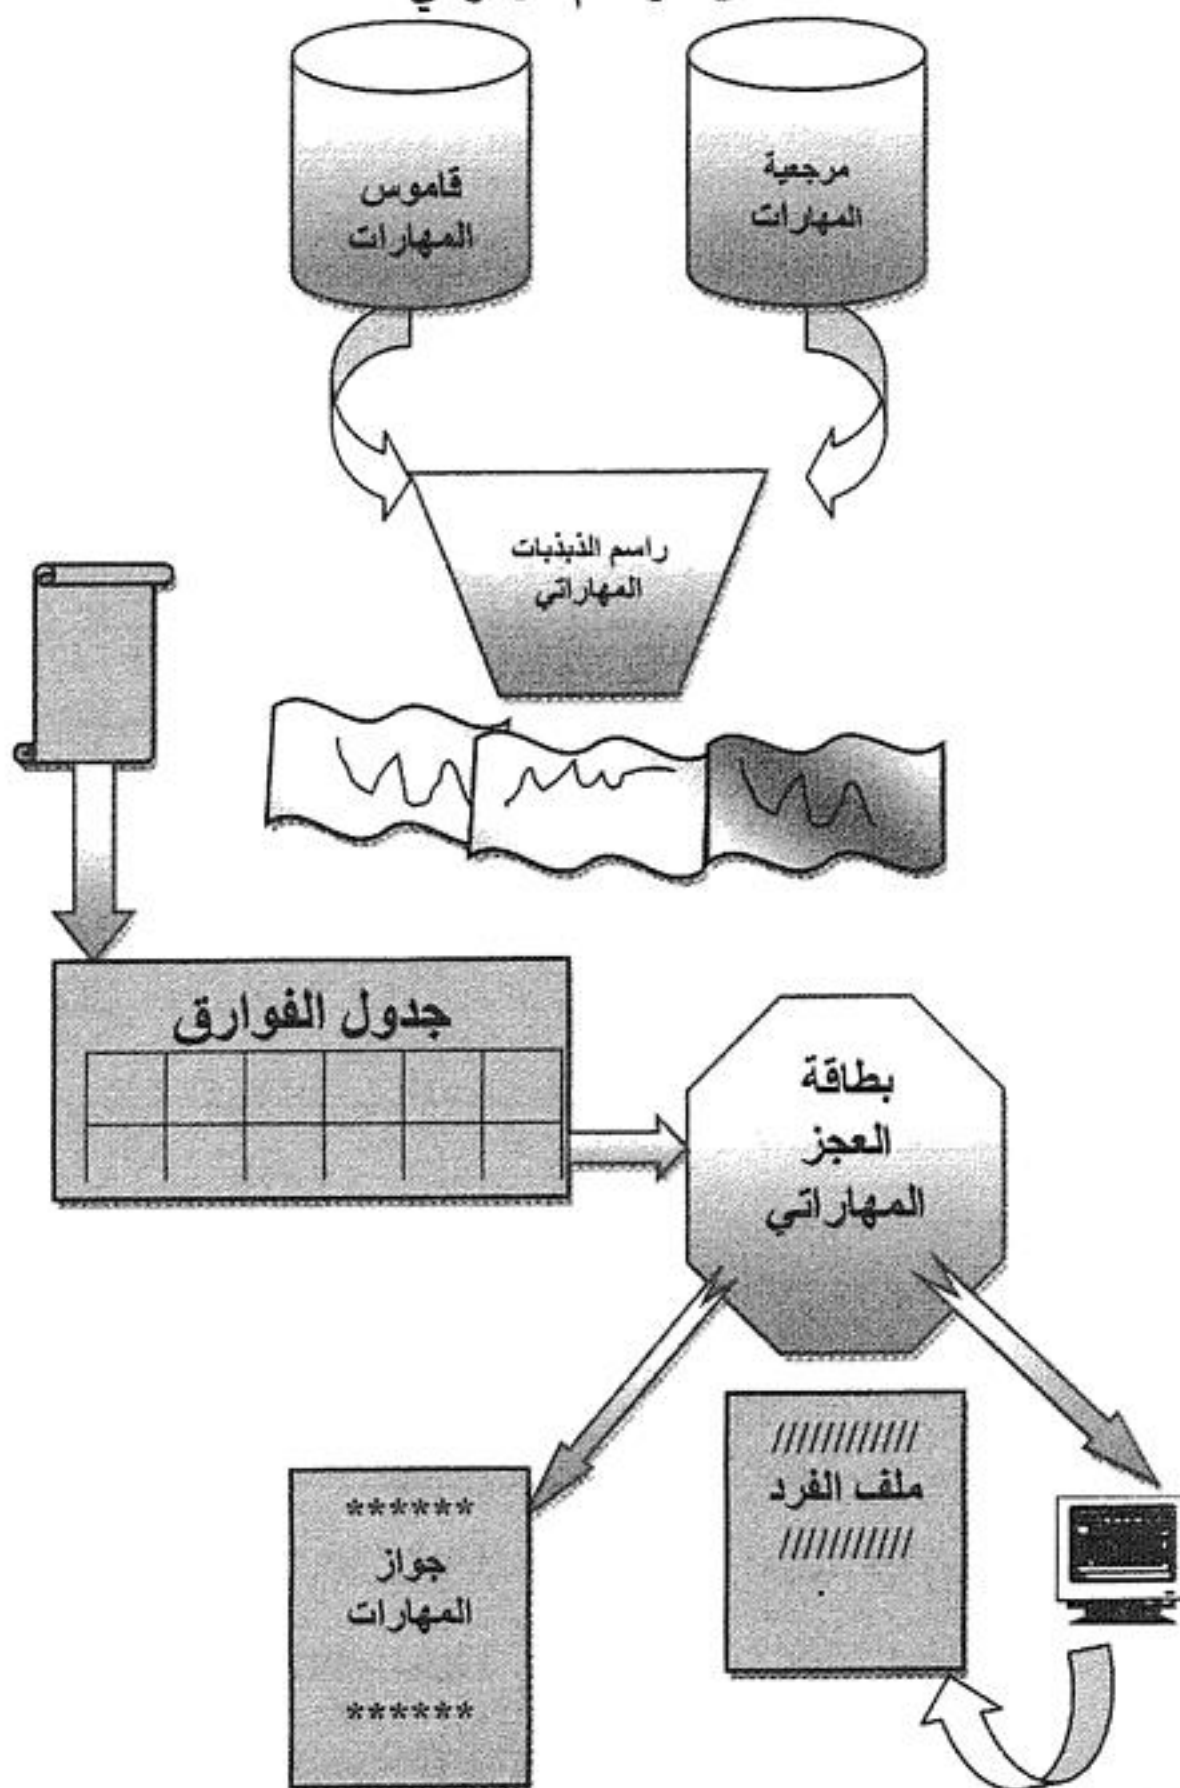 مرجعية
المهارات
قاموس
المهارات
راسم الذبذبات
المهاراتي
جدول الفوارق
بطاقة
العجز
المهاراتي
////////////
ملف الفرد
///////////
.
******
جواز
المهارات
******